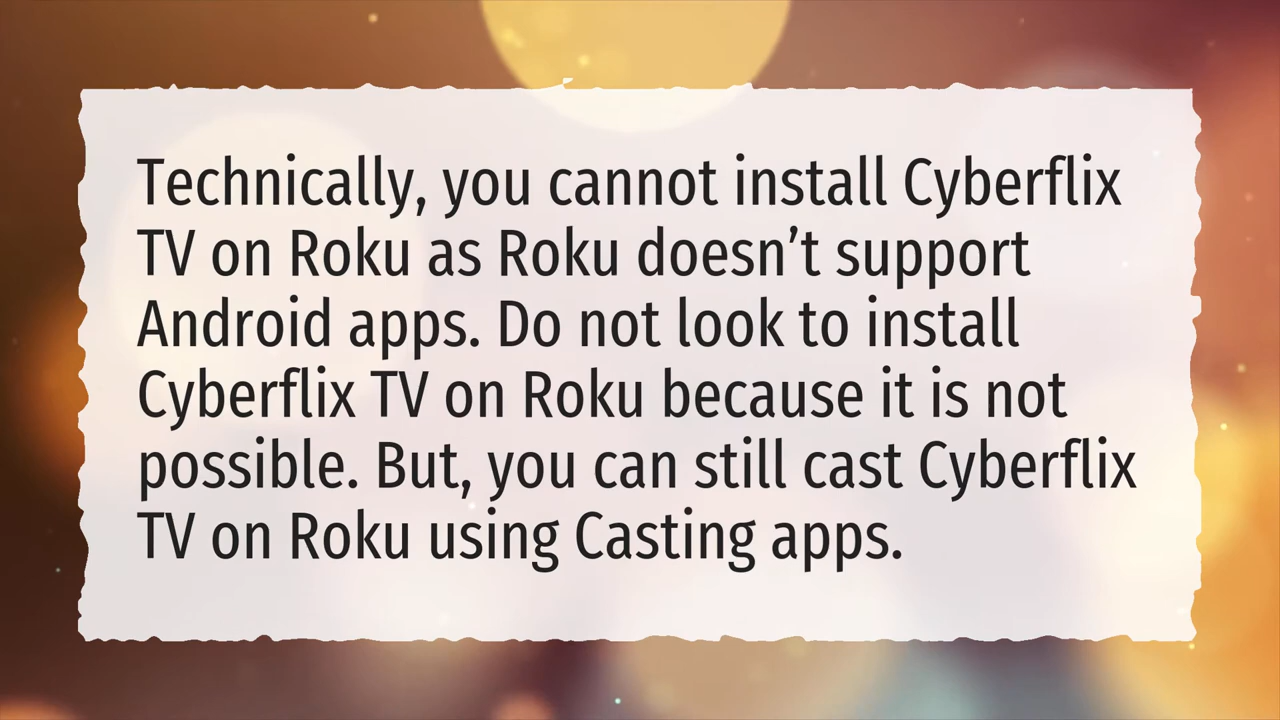 Technically, you cannot install Cyberflix
TV on Roku as Roku doesn’t support
Android apps. Do not look to install
Cyberflix TV on Roku because it is not
possible. But, you can still cast Cyberflix
TV on Roku using Casting apps.